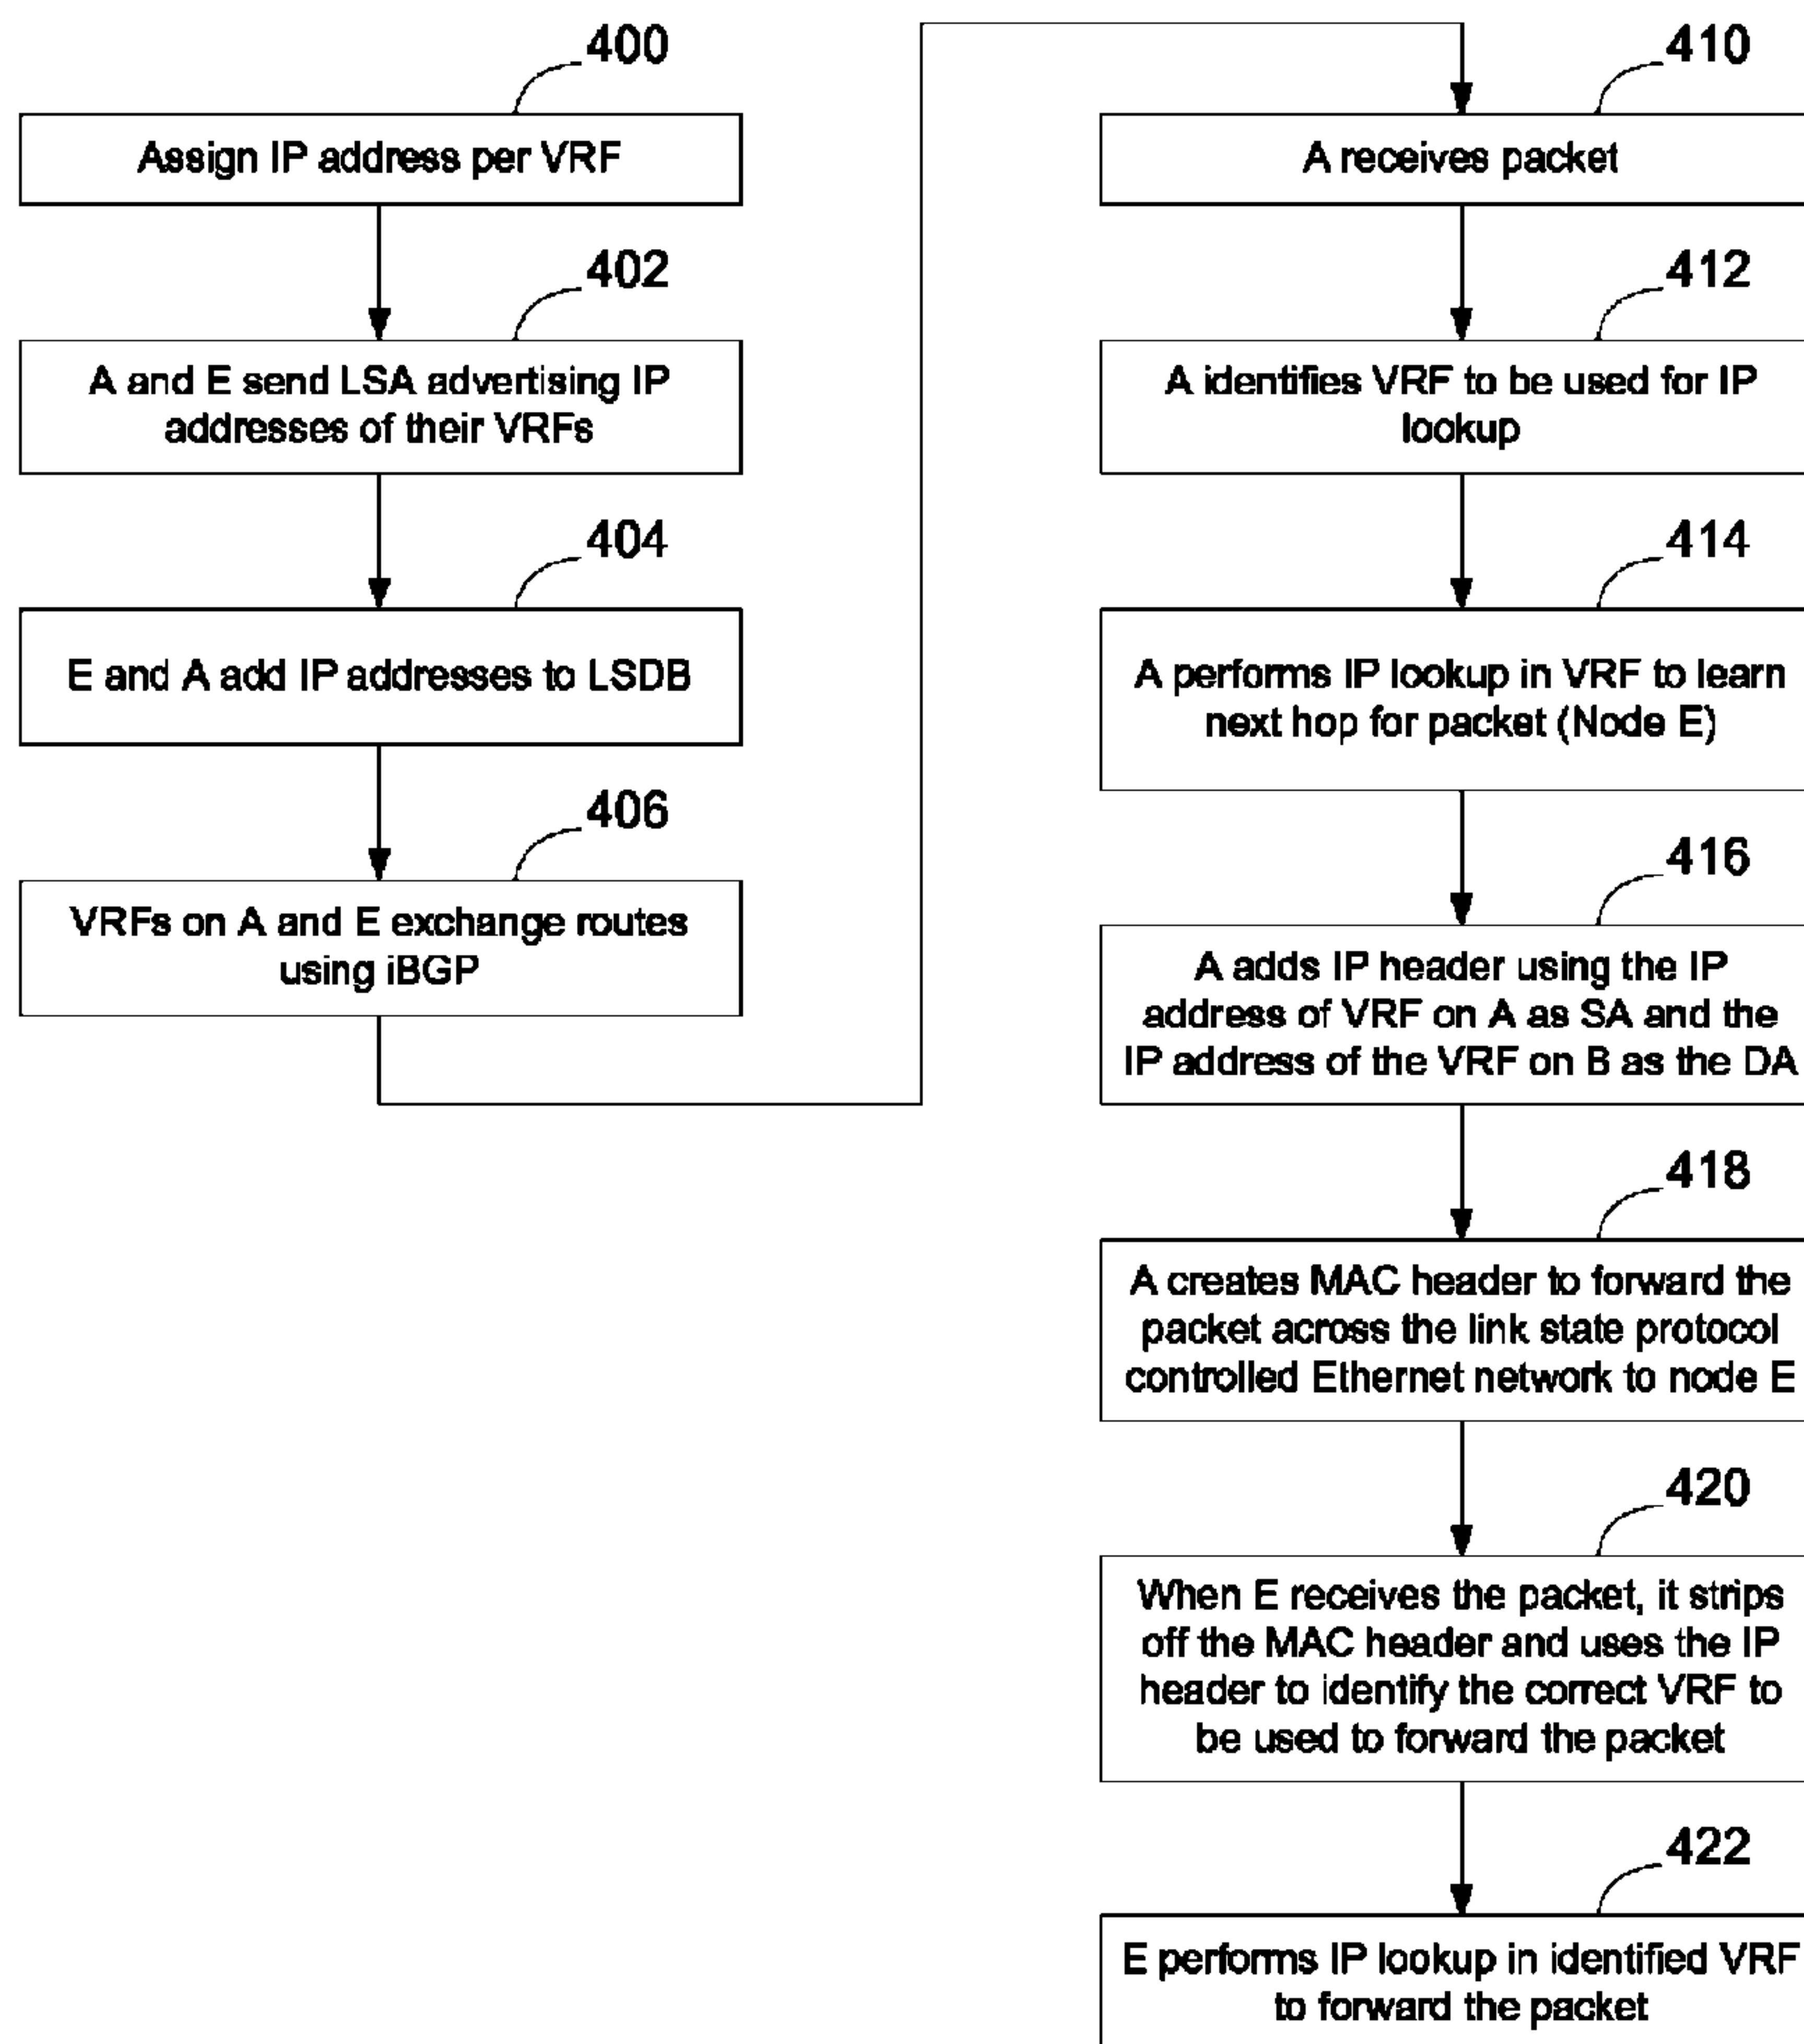 400
Assign IP address per VRF
402
A and E send LSA advertising IP
addresses of their VRFs
404
E and A add IP addresses to LSDB
406
VRFs on A and E exchange routes
using iBGP
410
A receives packet
412
A identifies VRF to be used for IP
lookup
414
A performs IP lookup in VRF to learn
next hop for packet (Node E)
416
A adds IP header using the IP
address of VRF on A as SA and the
IP address of the VRF on B as the DA
418
A creates MAC header to forward the
packet across the link state protocol
controlled Ethernet network to node E
420
When E receives the packet, it strips
off the MAC header and uses the IP
header to identify the correct VRF to
be used to forward the packet
422
E performs IP lookup in identified VRF
to forward the packet